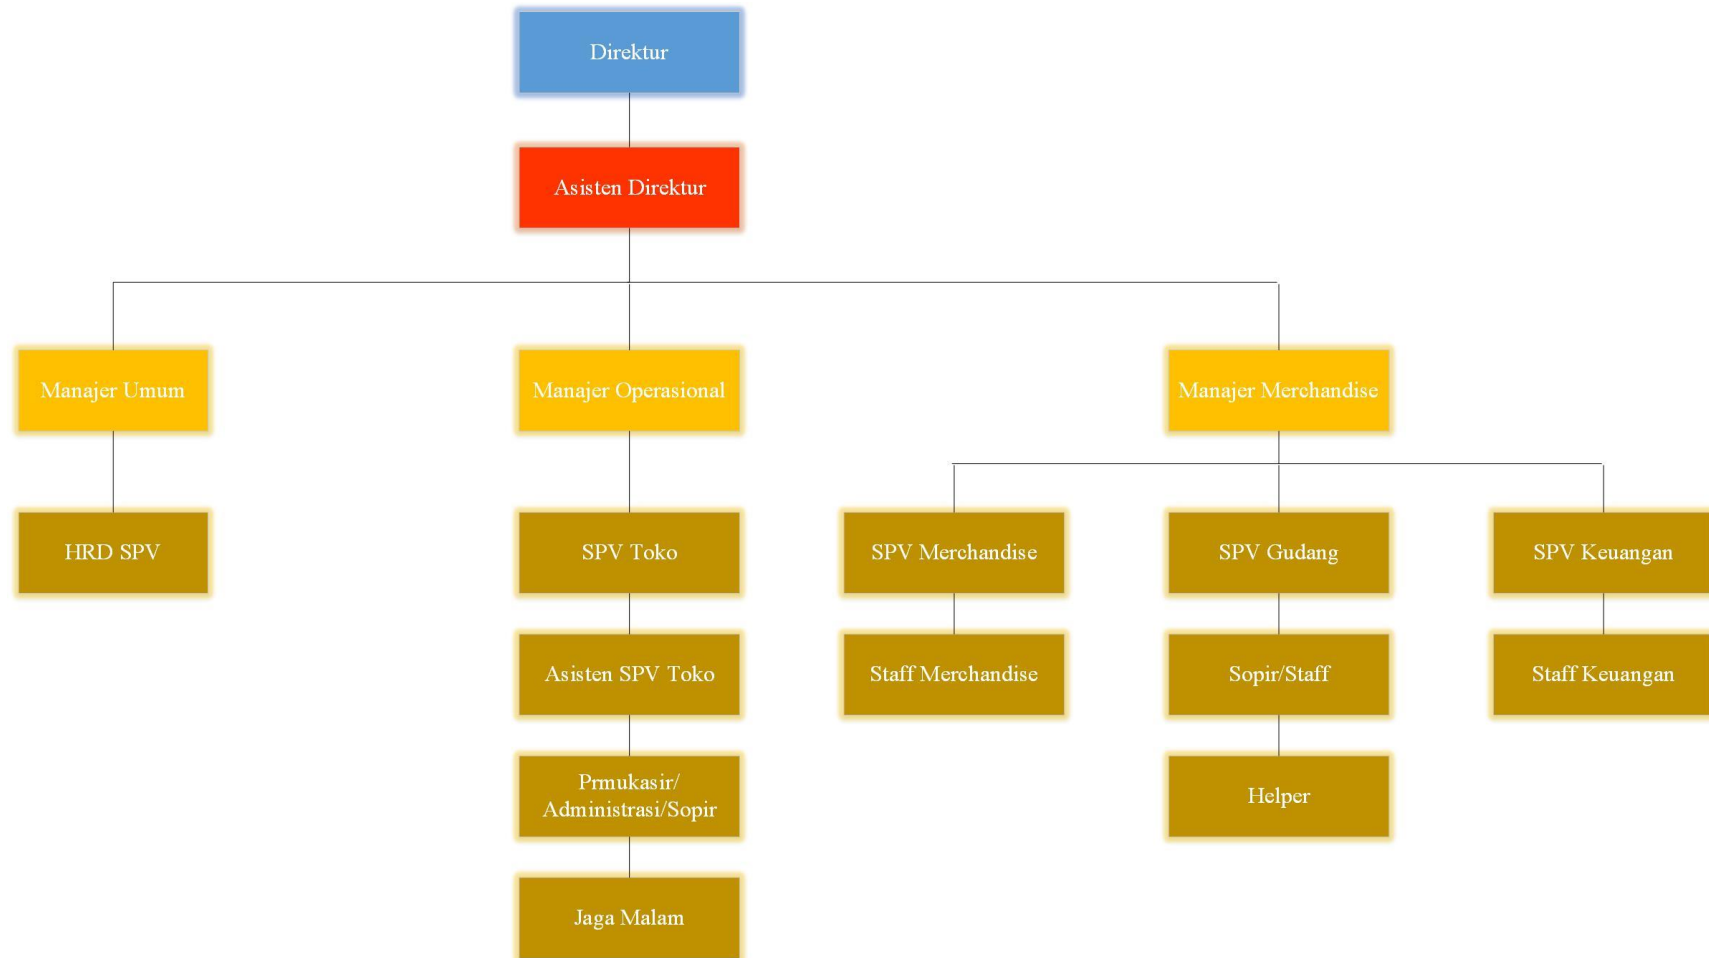 Direktur
Asisten Direktur
Manajer Umum
Manajer Operasional
Manajer Merchandise
HRD SPV
SPV Toko
SPV Merchandise
SPV Gudang
SPV Keuangan
Asisten SPV Toko
Staff Merchandise
Sopir/Staff
Staff Keuangan
Prmukasir/
Administrasi/Sopir
Helper
Jaga Malam